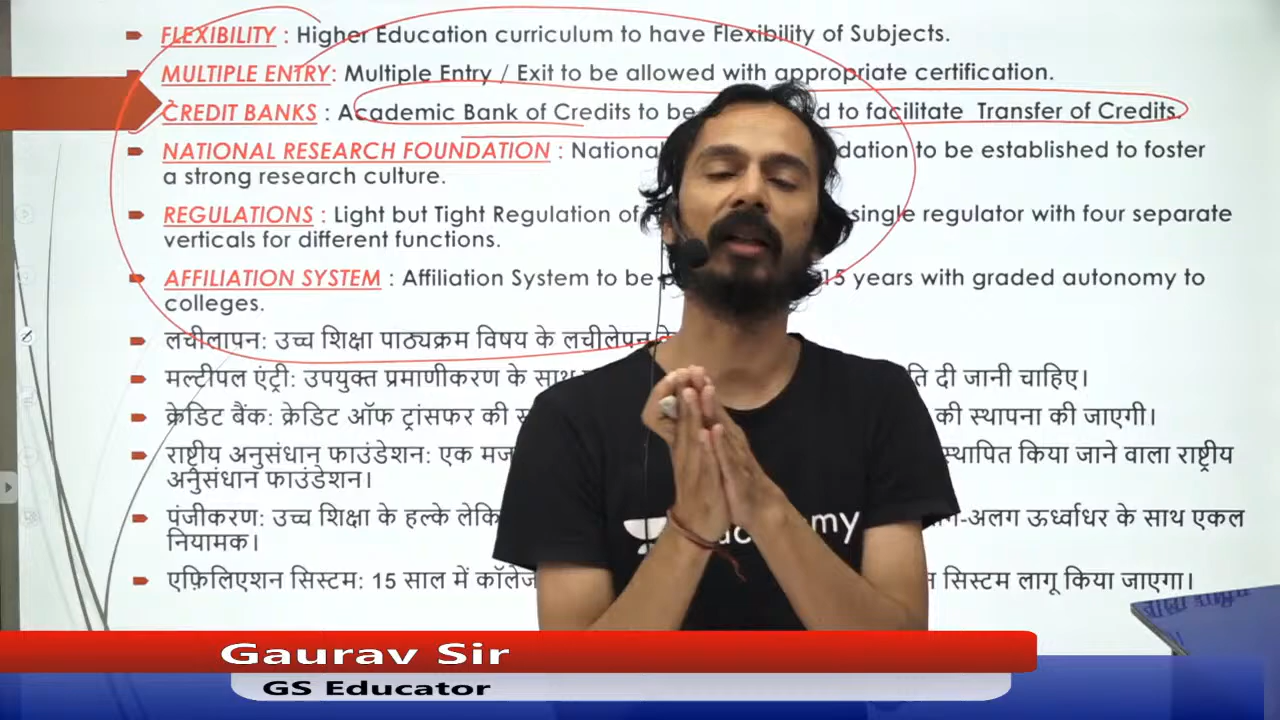 FLEXIBILITY : Higher Education curriculum to have Flexibility of Subjects.
MULTIPLE ENTRY: Multiple Entry / Exit to be allowed with appropriate certification.
CREDIT BANKS : Academic Bank of Credits to be d to facilitate Transfer of Credits.
NATIONAL RESEARCH FOUNDATION : National dation to be established to foster
a strong research culture.
REGULATIONS : Light but Tight Regulation of single regulator with four separate
verticals for different functions.
AFFILIATION SYSTEM : Affiliation System to be 15 years with graded autonomy to
colleges.
लचीलापन: उच्च शिक्षा पाठ्यक्रम विषय के लचीलेपन
मल्टीपल एंट्री: उपयुक्त प्रमाणीकरण के साथ ति दी जानी चाहिए।
क्रेडिट बैंक: क्रेडिट ऑफ ट्रांसफर की की स्थापना की जाएगी।
राष्ट्रीय अनुसंधान फाउंडेशन: एक मज स्थापित किया जाने वाला राष्ट्रीय
अनुसंधान फाउंडेशन।
पंजीकरण: उच्च शिक्षा के हल्के लेकि ग-अलग ऊर्ध्वाधर के साथ एकल
नियामक।
एफ़िलिएशन सिस्टम: 15 साल में कॉलेज न सिस्टम लागू किया जाएगा।
my
Gaurav Sir
GS Educator